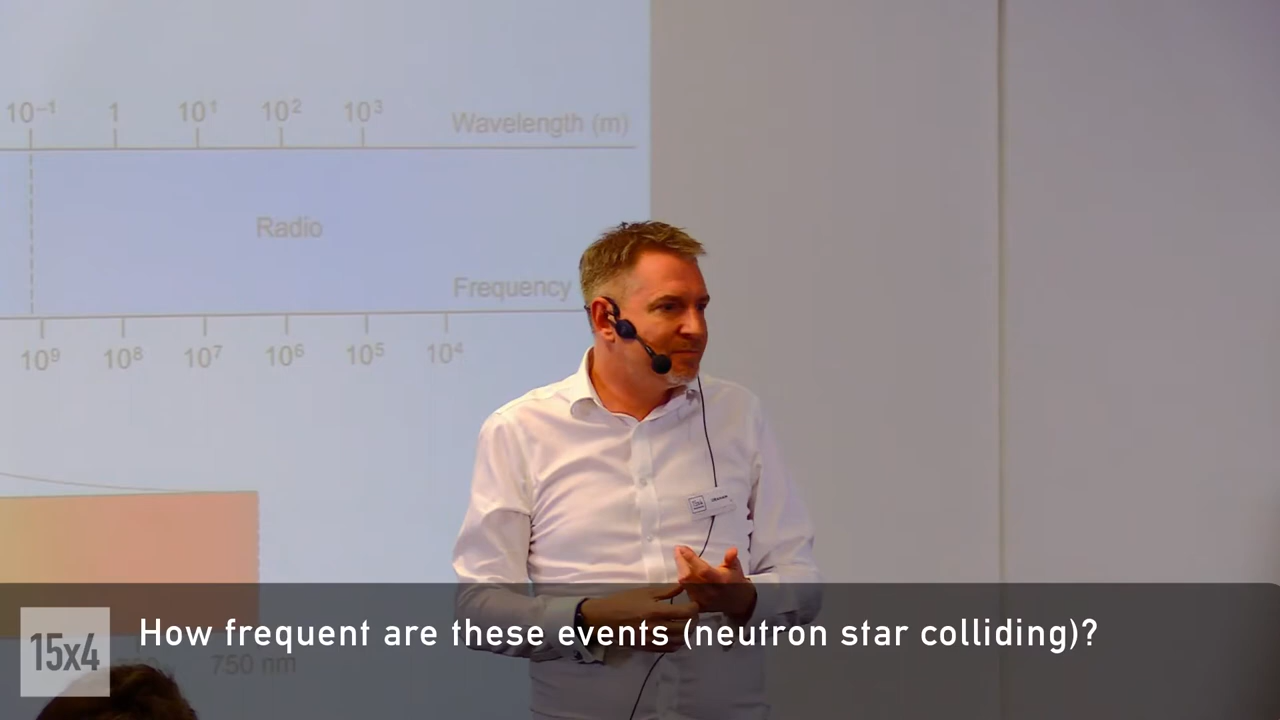 10⁻¹ 1 10¹ 10² 10³ Wavelength (m)
Radio
Frequency
10⁹ 10⁸ 10⁷ 10⁶ 10⁵ 10⁴
15x4
How frequent are these events (neutron star colliding)?
15x4
750 nm